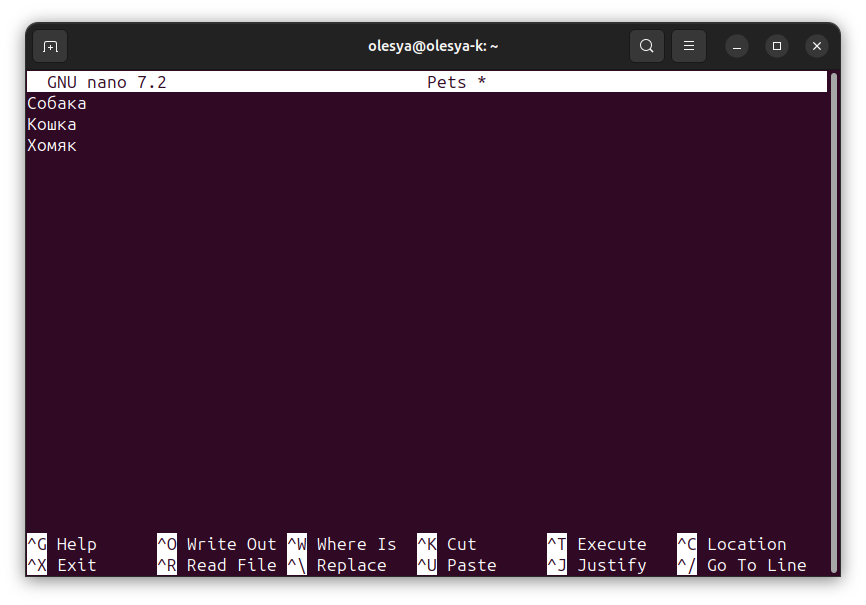 olesya@olesya-k: ~
GNU nano 7.2 Pets *
Собака
Кошка
Хомяк
^G Help ^O Write Out ^W Where Is ^K Cut ^T Execute ^C Location
^X Exit ^R Read File ^\ Replace ^U Paste ^J Justify ^/ Go To Line